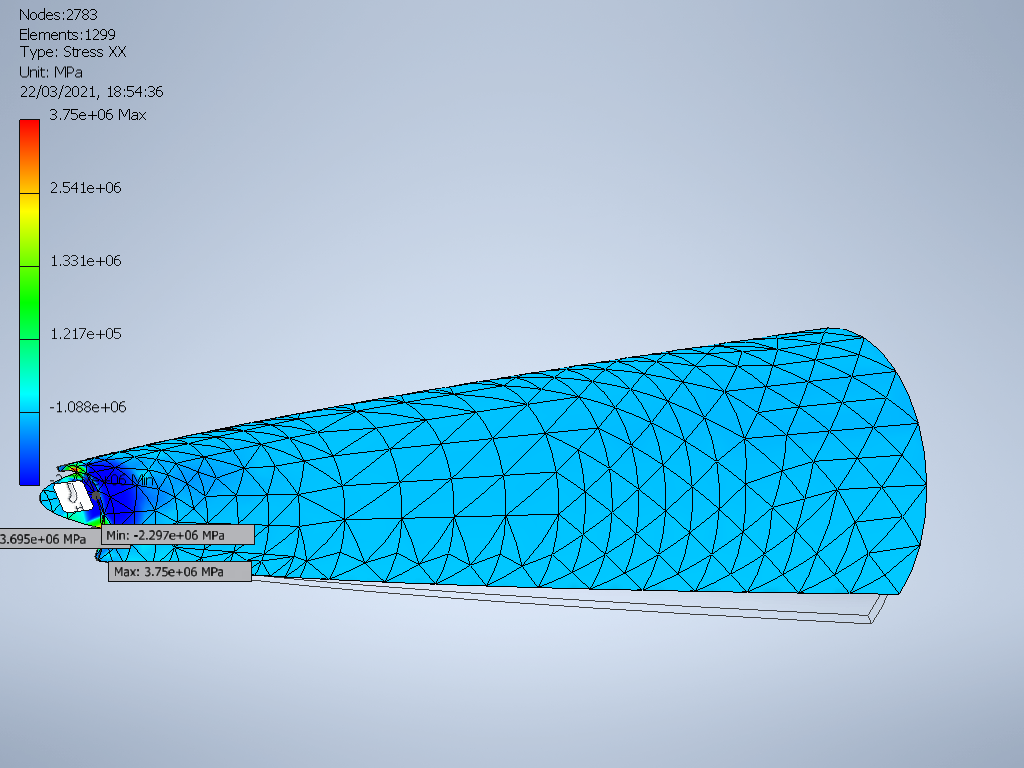 Nodes:2783
Elements:1299
Type: Stress XX
Unit: MPa
22/03/2021, 18:54:36
3.75e+06 Max
2.541e+06
1.331e+06
1.217e+05
-1.088e+06
Min
3.695e+06 MPa
Min: -2.297e+06 MPa
Max: 3.75e+06 MPa